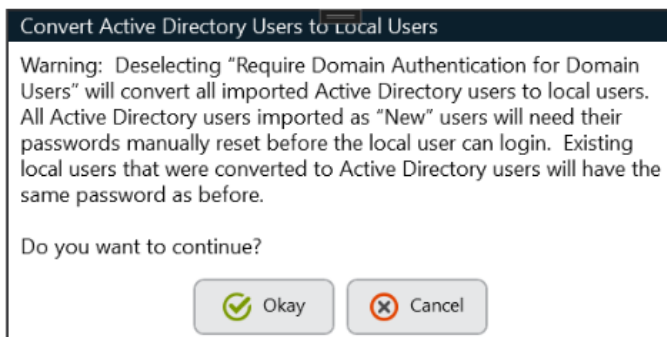 Convert Active Directory Users to Local Users
Warning:  Deselecting “Require Domain Authentication for Domain
Users” will convert all imported Active Directory users to local users.
All Active Directory users imported as “New” users will need their
passwords manually reset before the local user can login.  Existing
local users that were converted to Active Directory users will have the
same password as before.
Do you want to continue?
Okay
Cancel